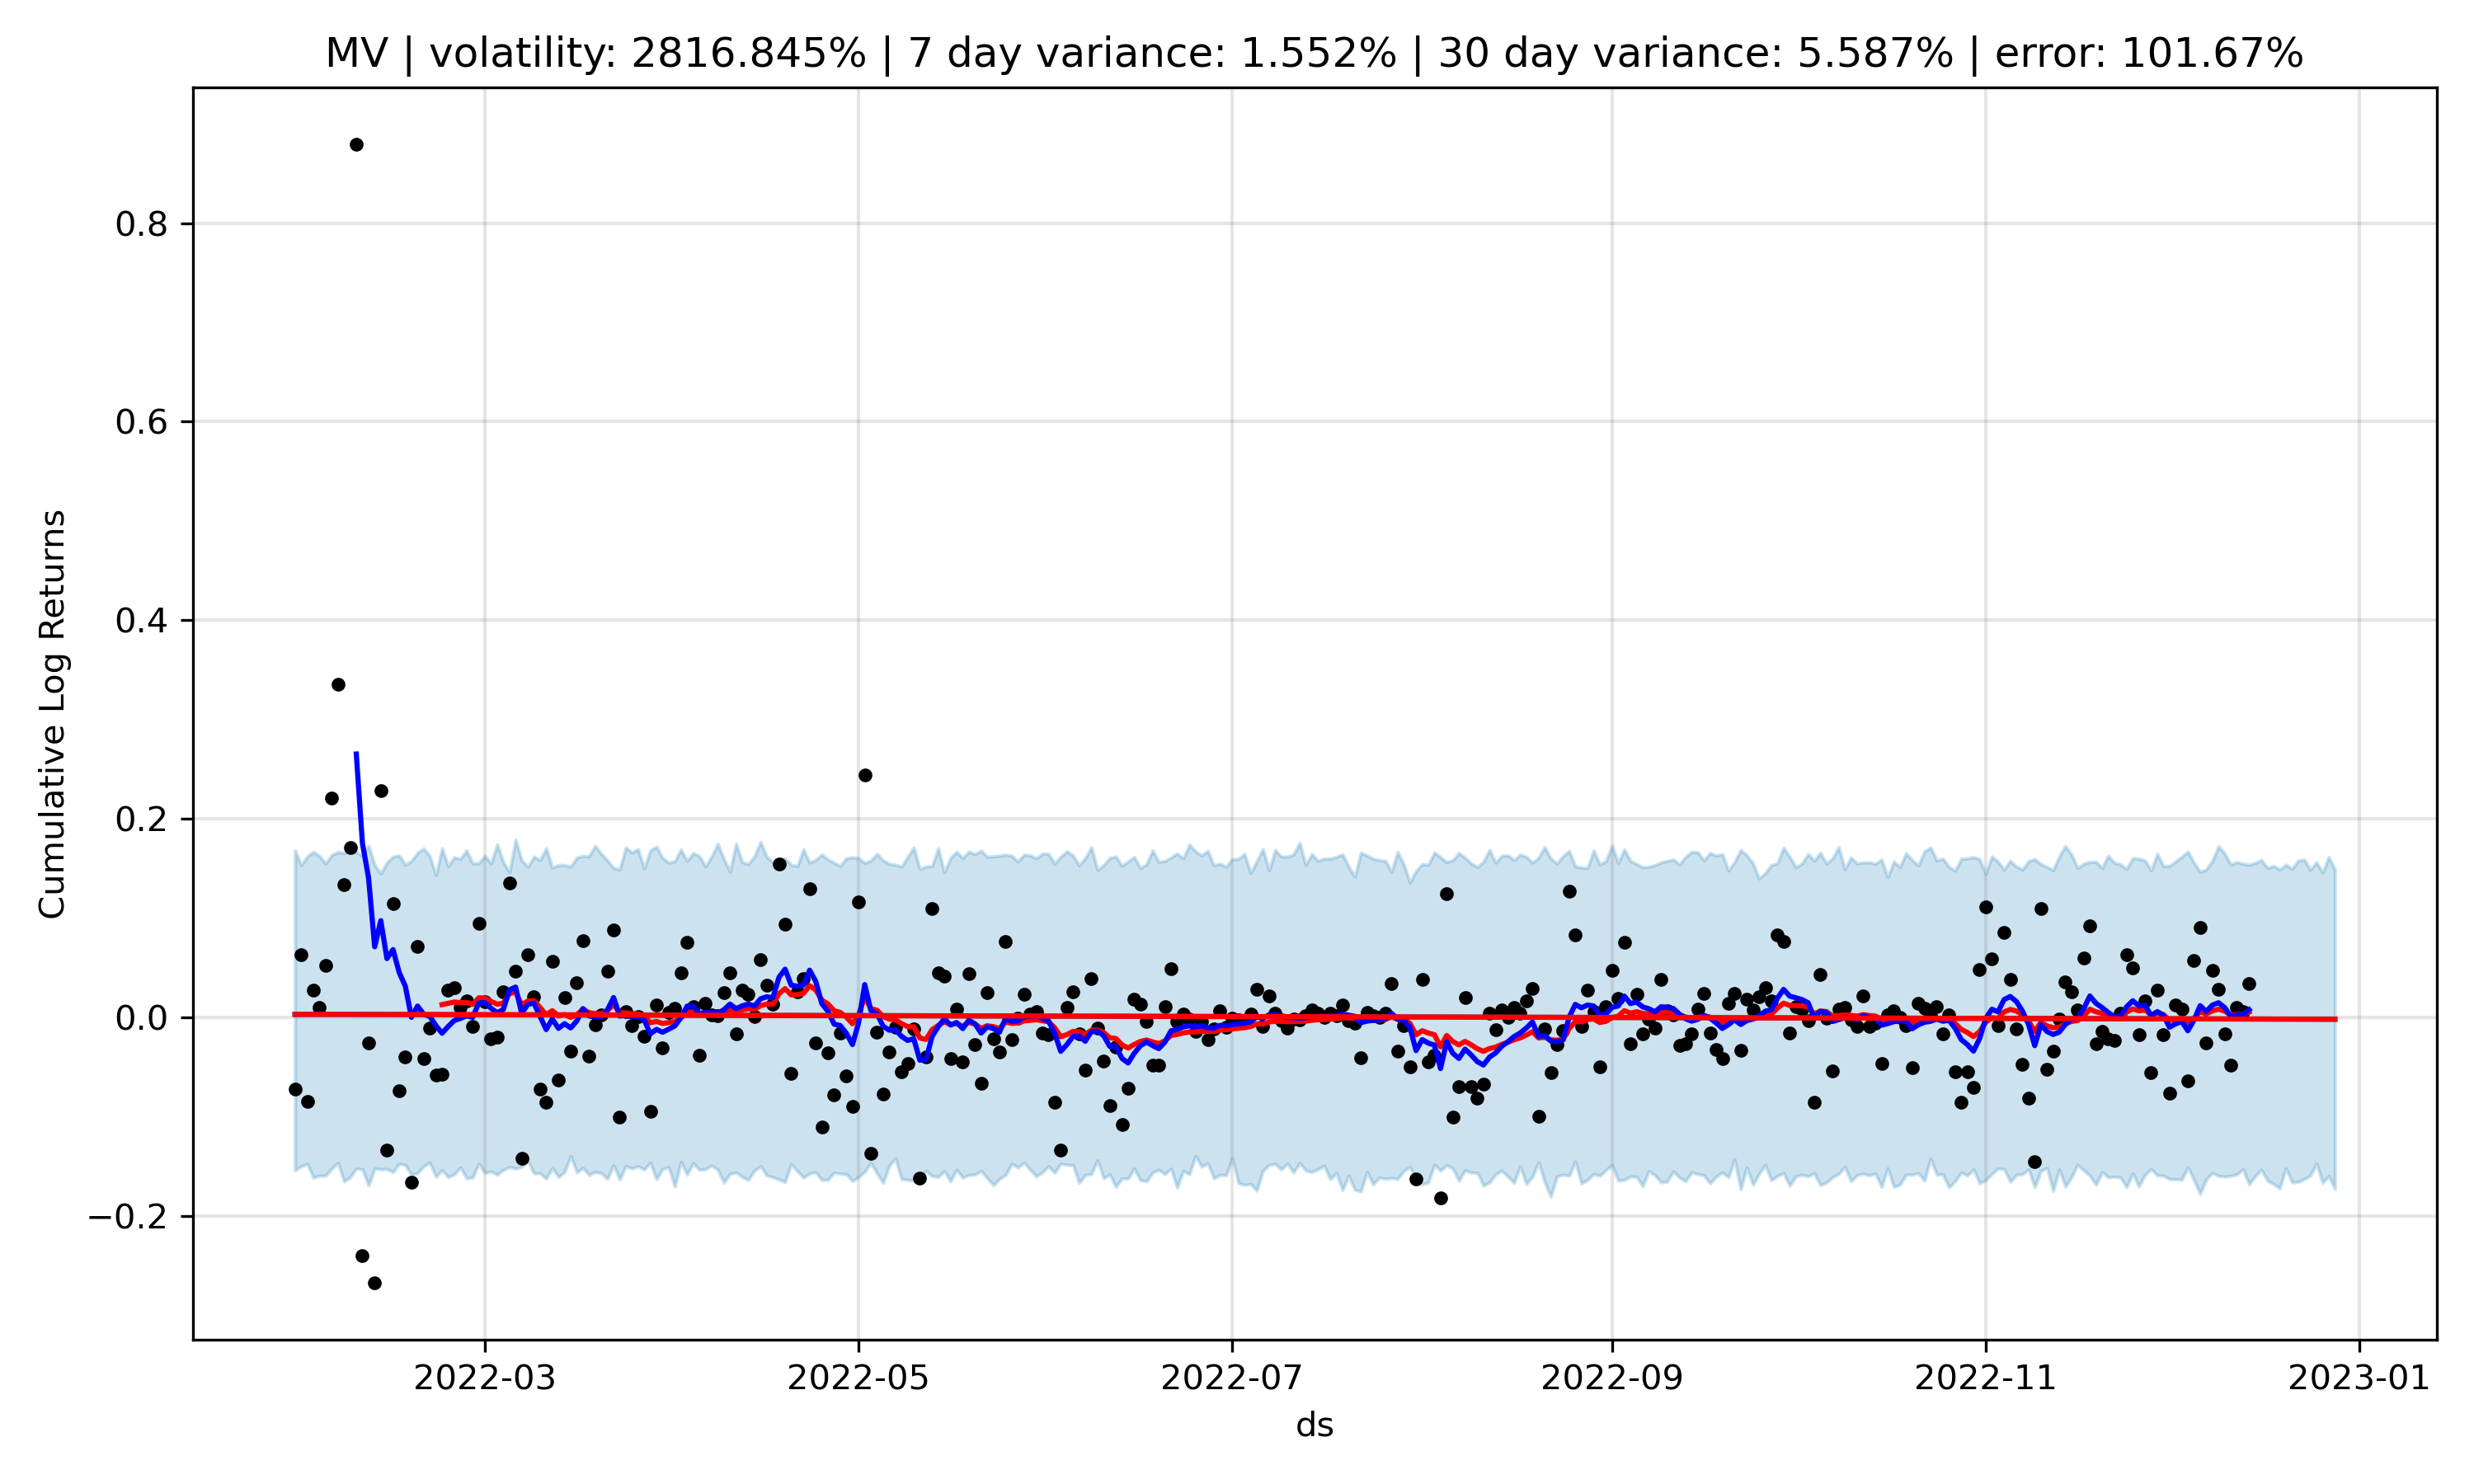 MV | volatility: 2816.845% | 7 day variance: 1.552% | 30 day variance: 5.587% | error: 101.67%
Cumulative Log Returns
0.8
0.6
0.4
0.2
0.0
−0.2
2022-03 2022-05 2022-07 2022-09 2022-11 2023-01
ds